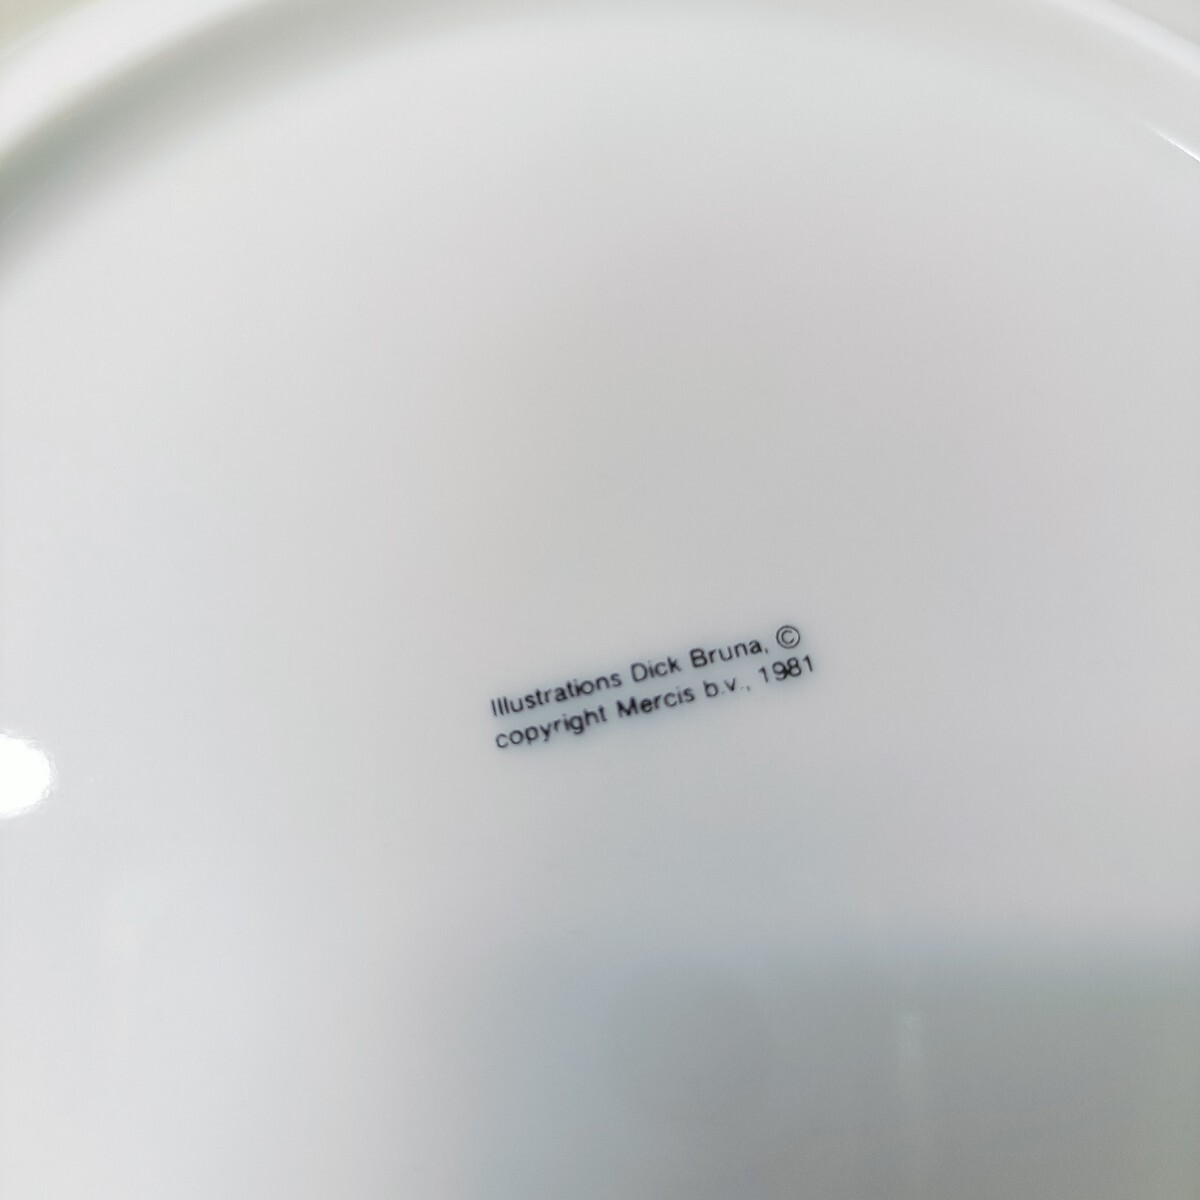 Illustrations Dick Bruna, ©
copyright Mercis b.v., 1981